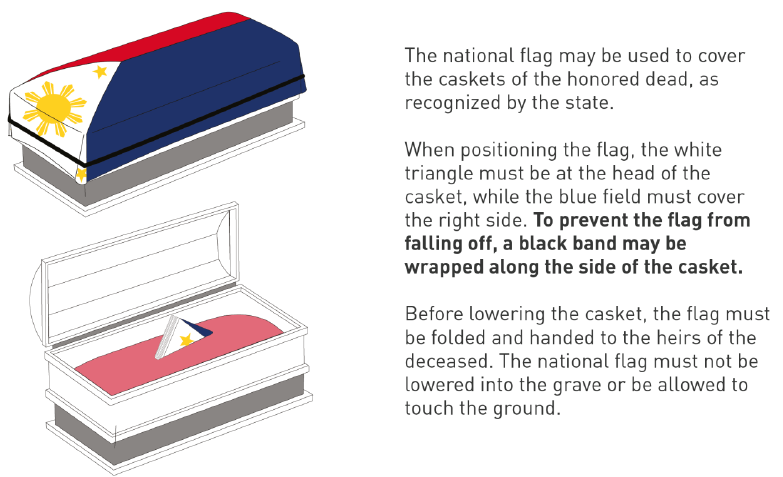 The national flag may be used to cover
the caskets of the honored dead, as
recognized by the state.
When positioning the flag, the white
triangle must be at the head of the
casket, while the blue field must cover
the right side. To prevent the flag from
falling off, a black band may be
wrapped along the side of the casket.
Before lowering the casket, the flag must
be folded and handed to the heirs of the
deceased. The national flag must not be
lowered into the grave or be allowed to
touch the ground.